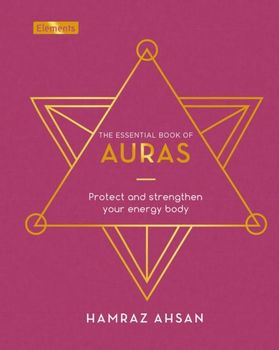 Elements
THE ESSENTIAL BOOK OF
AURAS
Protect and strengthen
your energy body
HAMRAZ AHSAN